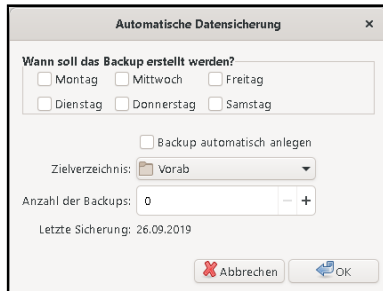 Automatische Datensicherung
Wann soll das Backup erstellt werden?
Montag Mittwoch Freitag
Dienstag Donnerstag Samstag
Backup automatisch anlegen
Zielverzeichnis: Vorab
Anzahl der Backups: 0
Letzte Sicherung: 26.09.2019
Abbrechen OK